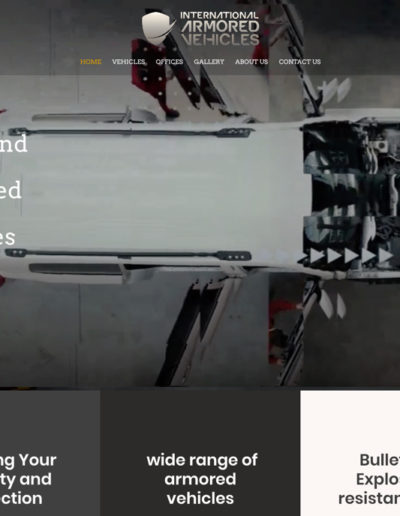 INTERNATIONAL
ARMORED
VEHICLES
HOME VEHICLES OFFICES GALLERY ABOUT US CONTACT US
nd
ed
es
ng Your
ty and
ection
wide range of
armored
vehicles
Bullet
Explo
resistan